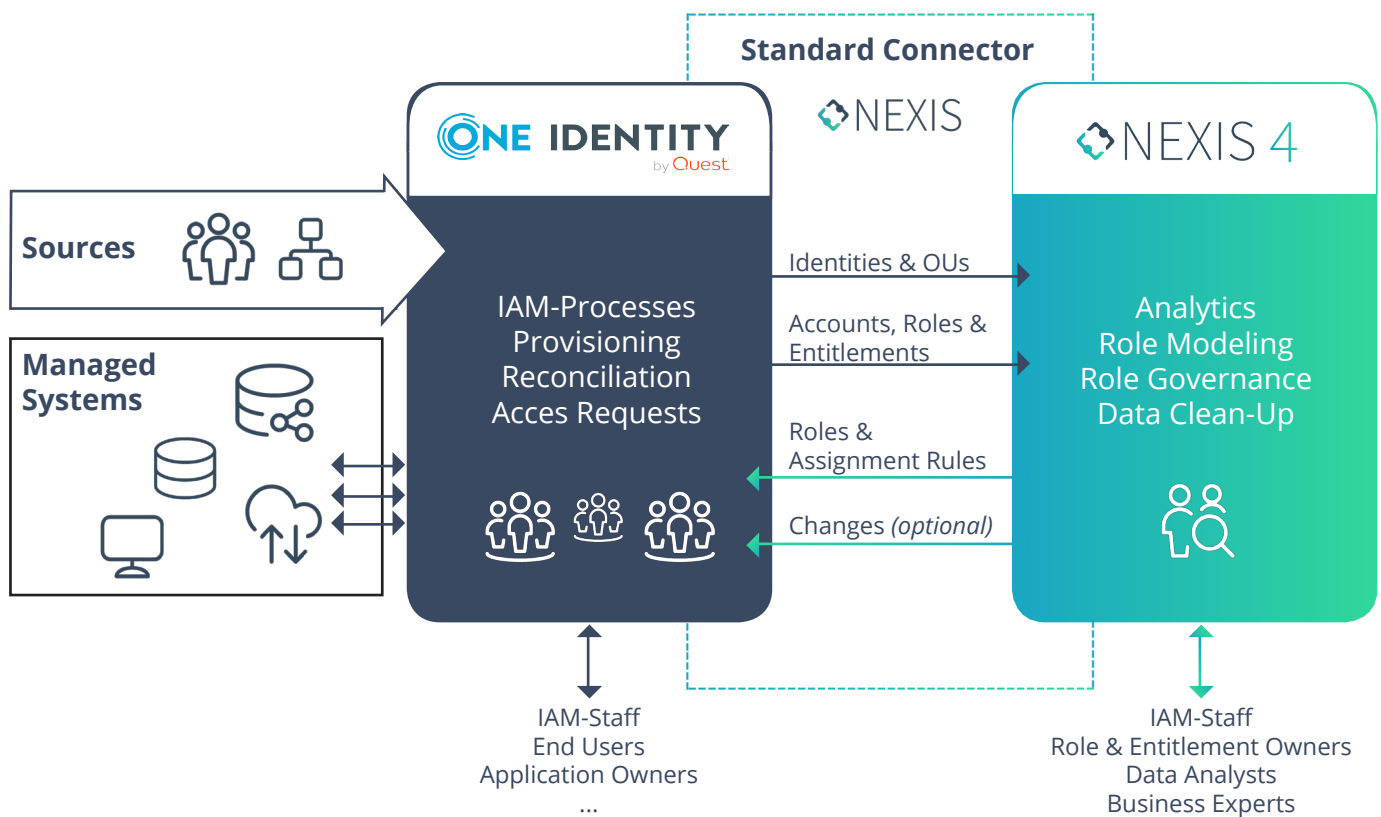 Standard Connector
NEXIS
ONE IDENTITY
by Quest
NEXIS 4
Sources
Managed
Systems
IAM-Processes
Provisioning
Reconciliation
Acces Requests
Identities & OUs
Accounts, Roles &
Entitlements
Roles &
Assignment Rules
Changes (optional)
Analytics
Role Modeling
Role Governance
Data Clean-Up
IAM-Staff
End Users
Application Owners
...
IAM-Staff
Role & Entitlement Owners
Data Analysts
Business Experts